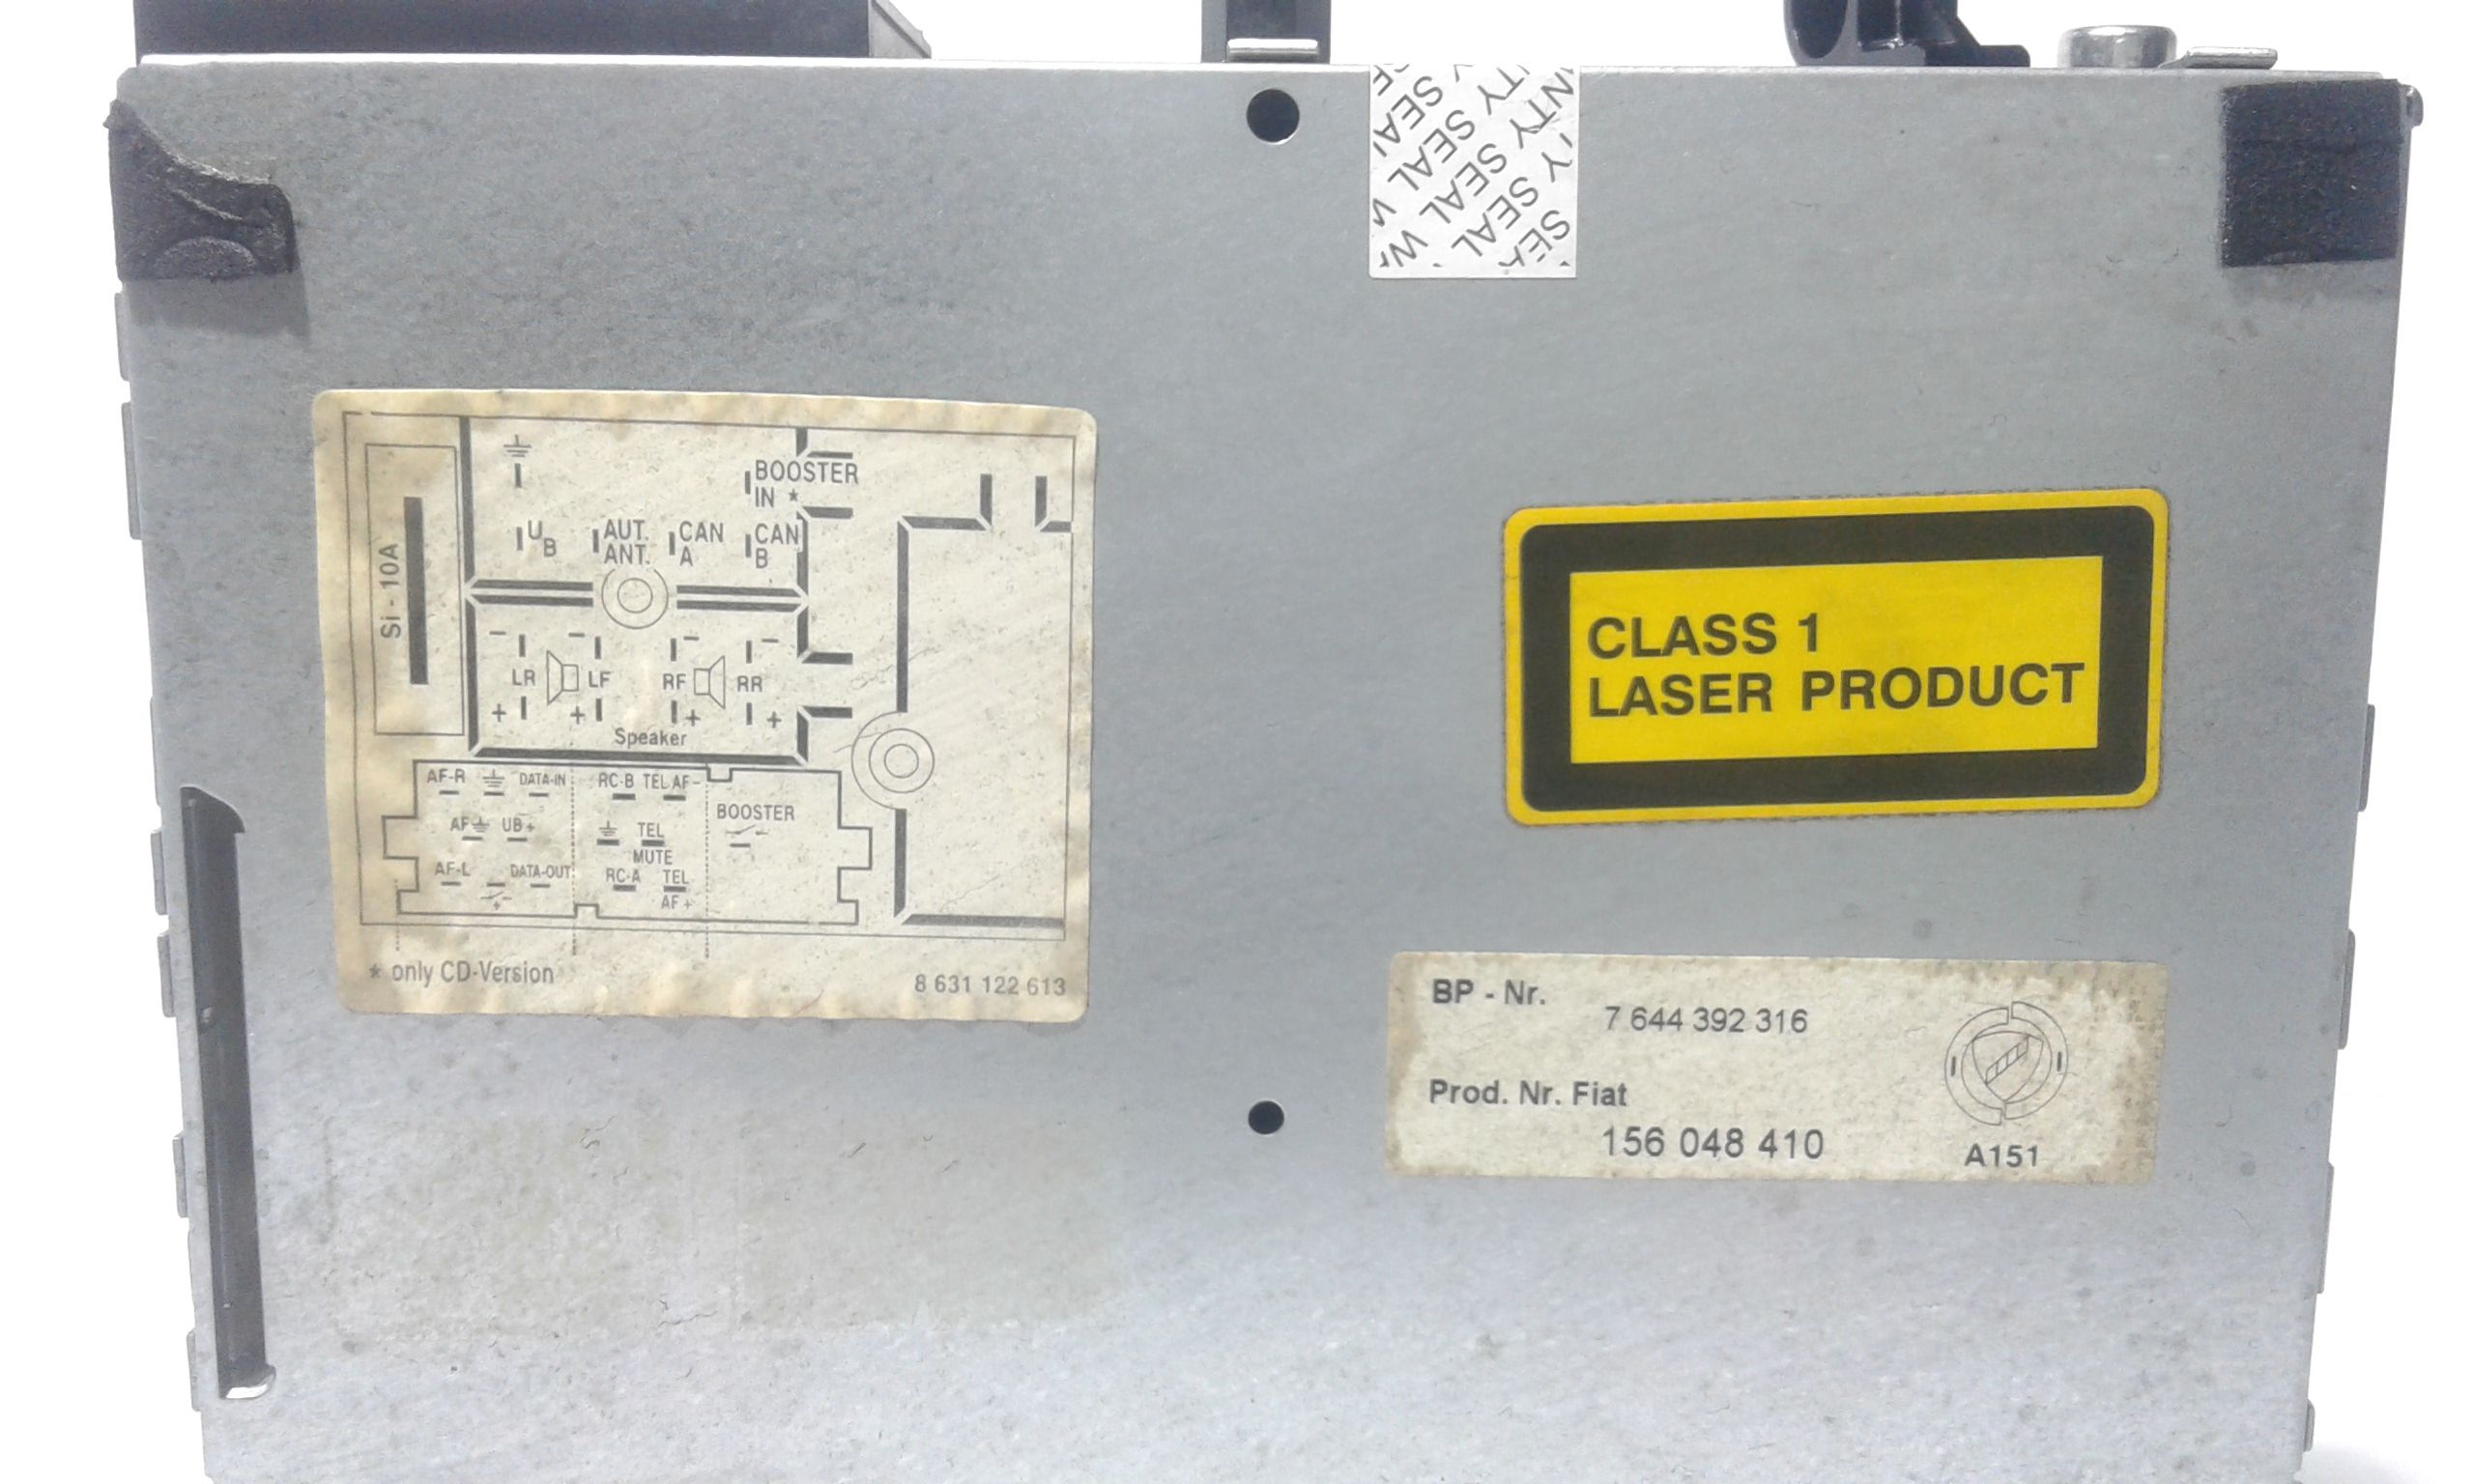 NTY SEAL
SEAL
SEAL
SEAL
SEAL
BOOSTER
IN *
UB
AUT.
ANT.
CAN
A
CAN
B
Si - 10A
- - - -
LR LF RF RR
+ + + +
Speaker
AF-R DATA-IN RC-B TEL AF-
BOOSTER
AF UB+ TEL
MUTE
AF-L DATA-OUT RC-A TEL
+ AF+
* only CD-Version
8 631 122 613
CLASS 1
LASER PRODUCT
BP - Nr.
7 644 392 316
Prod. Nr. Fiat
156 048 410
A151